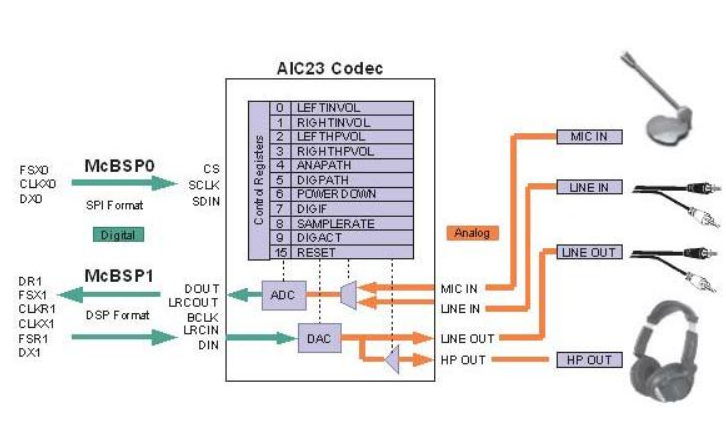 AIC23 Codec
Control Registers
0 LEFTINVOL
1 RIGHTINVOL
2 LEFTHPVOL
3 RIGHTHPVOL
4 ANAPATH
5 DIGPATH
6 POWERDOWN
7 DIGIF
8 SAMPLERATE
9 DIGACT
15 RESET
FSX0
CLKX0
DX0
McBSP0
SPI Format
CS
SCLK
SDIN
Digital
Analog
DR1
FSX1
CLKR1
CLKX1
FSR1
DX1
McBSP1
DSP Format
DOUT
LRCOUT
BCLK
LRCIN
DIN
ADC
DAC
MIC IN
LINE IN
LINE OUT
HP OUT
MIC IN
LINE IN
LINE OUT
HP OUT